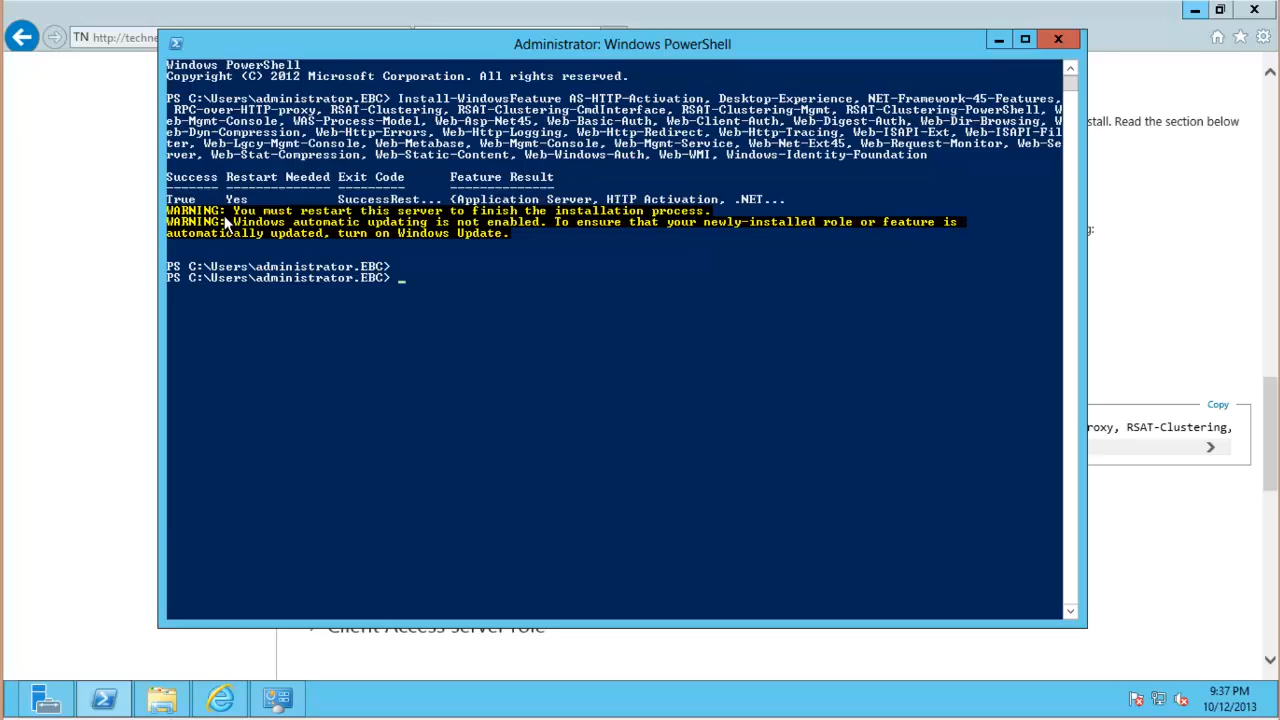 TN http://techne
Administrator: Windows PowerShell
Windows PowerShell
Copyright (C) 2012 Microsoft Corporation. All rights reserved.
PS C:\Users\administrator.EBC> Install-WindowsFeature AS-HTTP-Activation, Desktop-Experience, NET-Framework-45-Features,
RPC-over-HTTP-proxy, RSAT-Clustering, RSAT-Clustering-CmdInterface, RSAT-Clustering-Mgmt, RSAT-Clustering-PowerShell, W
eb-Mgmt-Console, WAS-Process-Model, Web-Asp-Net45, Web-Basic-Auth, Web-Client-Auth, Web-Digest-Auth, Web-Dir-Browsing, W
eb-Dyn-Compression, Web-Http-Errors, Web-Http-Logging, Web-Http-Redirect, Web-Http-Tracing, Web-ISAPI-Ext, Web-ISAPI-Fil
ter, Web-Lgcy-Mgmt-Console, Web-Metabase, Web-Mgmt-Console, Web-Mgmt-Service, Web-Net-Ext45, Web-Request-Monitor, Web-Se
rver, Web-Stat-Compression, Web-Static-Content, Web-Windows-Auth, Web-WMI, Windows-Identity-Foundation
Success Restart Needed Exit Code Feature Result
------- -------------- --------- --------------
True Yes SuccessRest... {Application Server, HTTP Activation, .NET...
WARNING: You must restart this server to finish the installation process.
WARNING: Windows automatic updating is not enabled. To ensure that your newly-installed role or feature is
automatically updated, turn on Windows Update.
PS C:\Users\administrator.EBC>
PS C:\Users\administrator.EBC> _
stall. Read the section below
g:
Copy
roxy, RSAT-Clustering,
Client Access server role
9:37 PM
10/12/2013